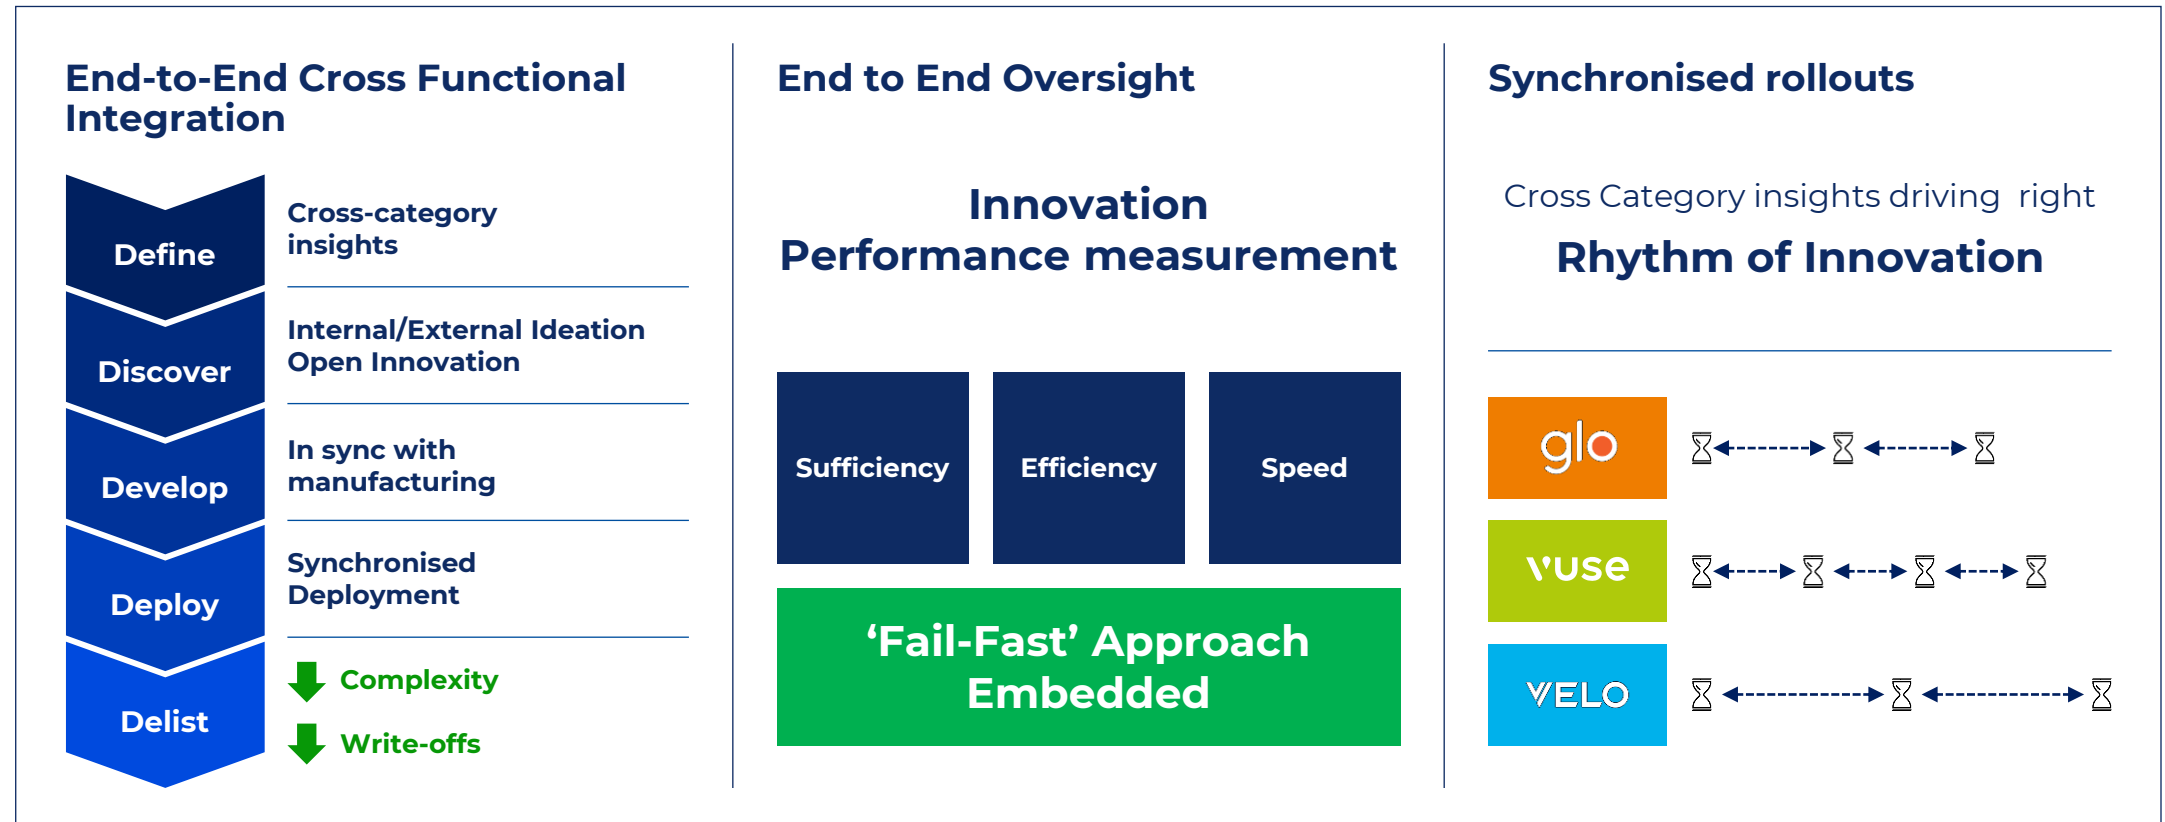 End-to-End Cross Functional
Integration
Define
Cross-category
insights
Discover
Internal/External Ideation
Open Innovation
Develop
In sync with
manufacturing
Deploy
Synchronised
Deployment
Delist
Complexity
Write-offs
End to End Oversight
Innovation
Performance measurement
Sufficiency
Efficiency
Speed
‘Fail-Fast’ Approach
Embedded
Synchronised rollouts
Cross Category insights driving  right
Rhythm of Innovation
glo
vuse
VELO